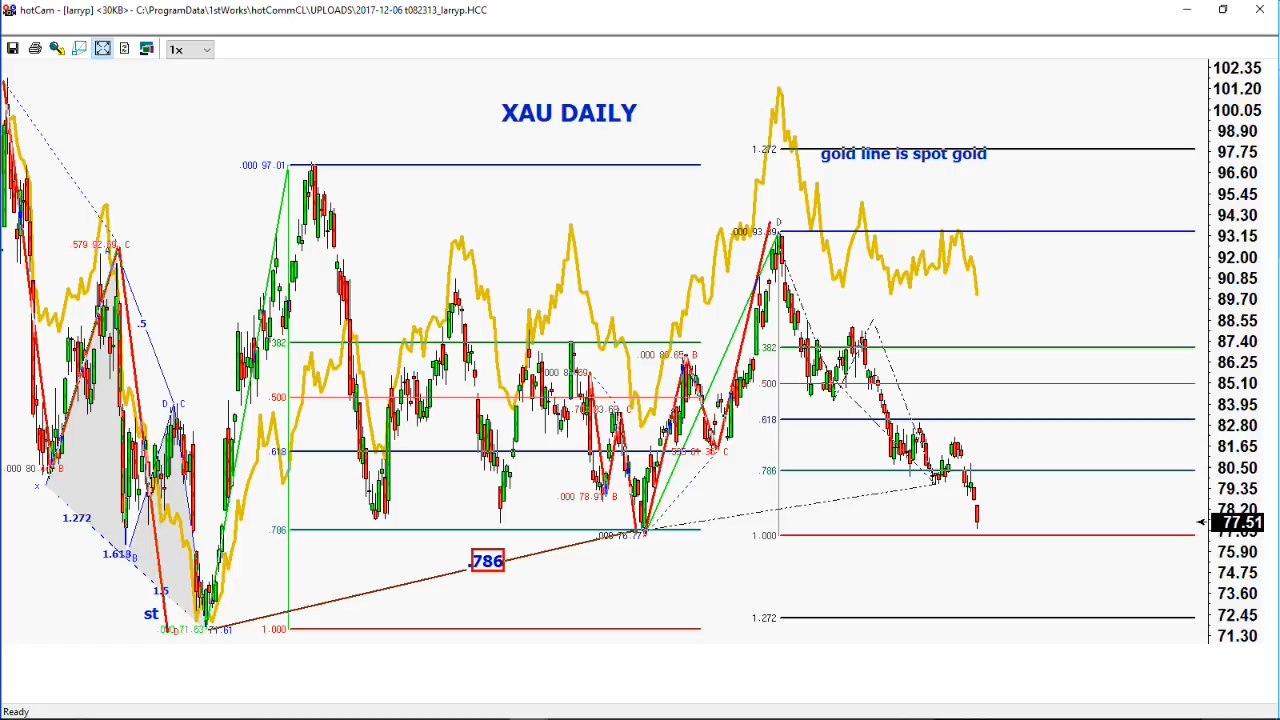 hotCam - [larryp] <30KB> - C:\ProgramData\1stWorks\hotCommCL\UPLOADS\2017-12-06 t082313_larryp.HCC
1x
XAU DAILY
gold line is spot gold
102.35
101.20
100.05
98.90
97.75
96.60
95.45
94.30
93.15
92.00
90.85
89.70
88.55
87.40
86.25
85.10
83.95
82.80
81.65
80.50
79.35
78.20
77.51
75.90
74.75
73.60
72.45
71.30
.000 97.01
.382
.500
.618
.786
1.000
1.272
.382
.500
.618
.786
1.000
1.272
C
.5
D
C
B
X
1.272
B
1.5
st
D
B
C
B
C
D
.786
Ready